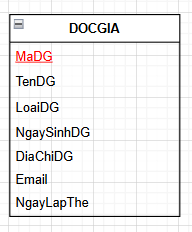 DOCGIA
MaDG
TenDG
LoaiDG
NgaySinhDG
DiaChiDG
Email
NgayLapThe